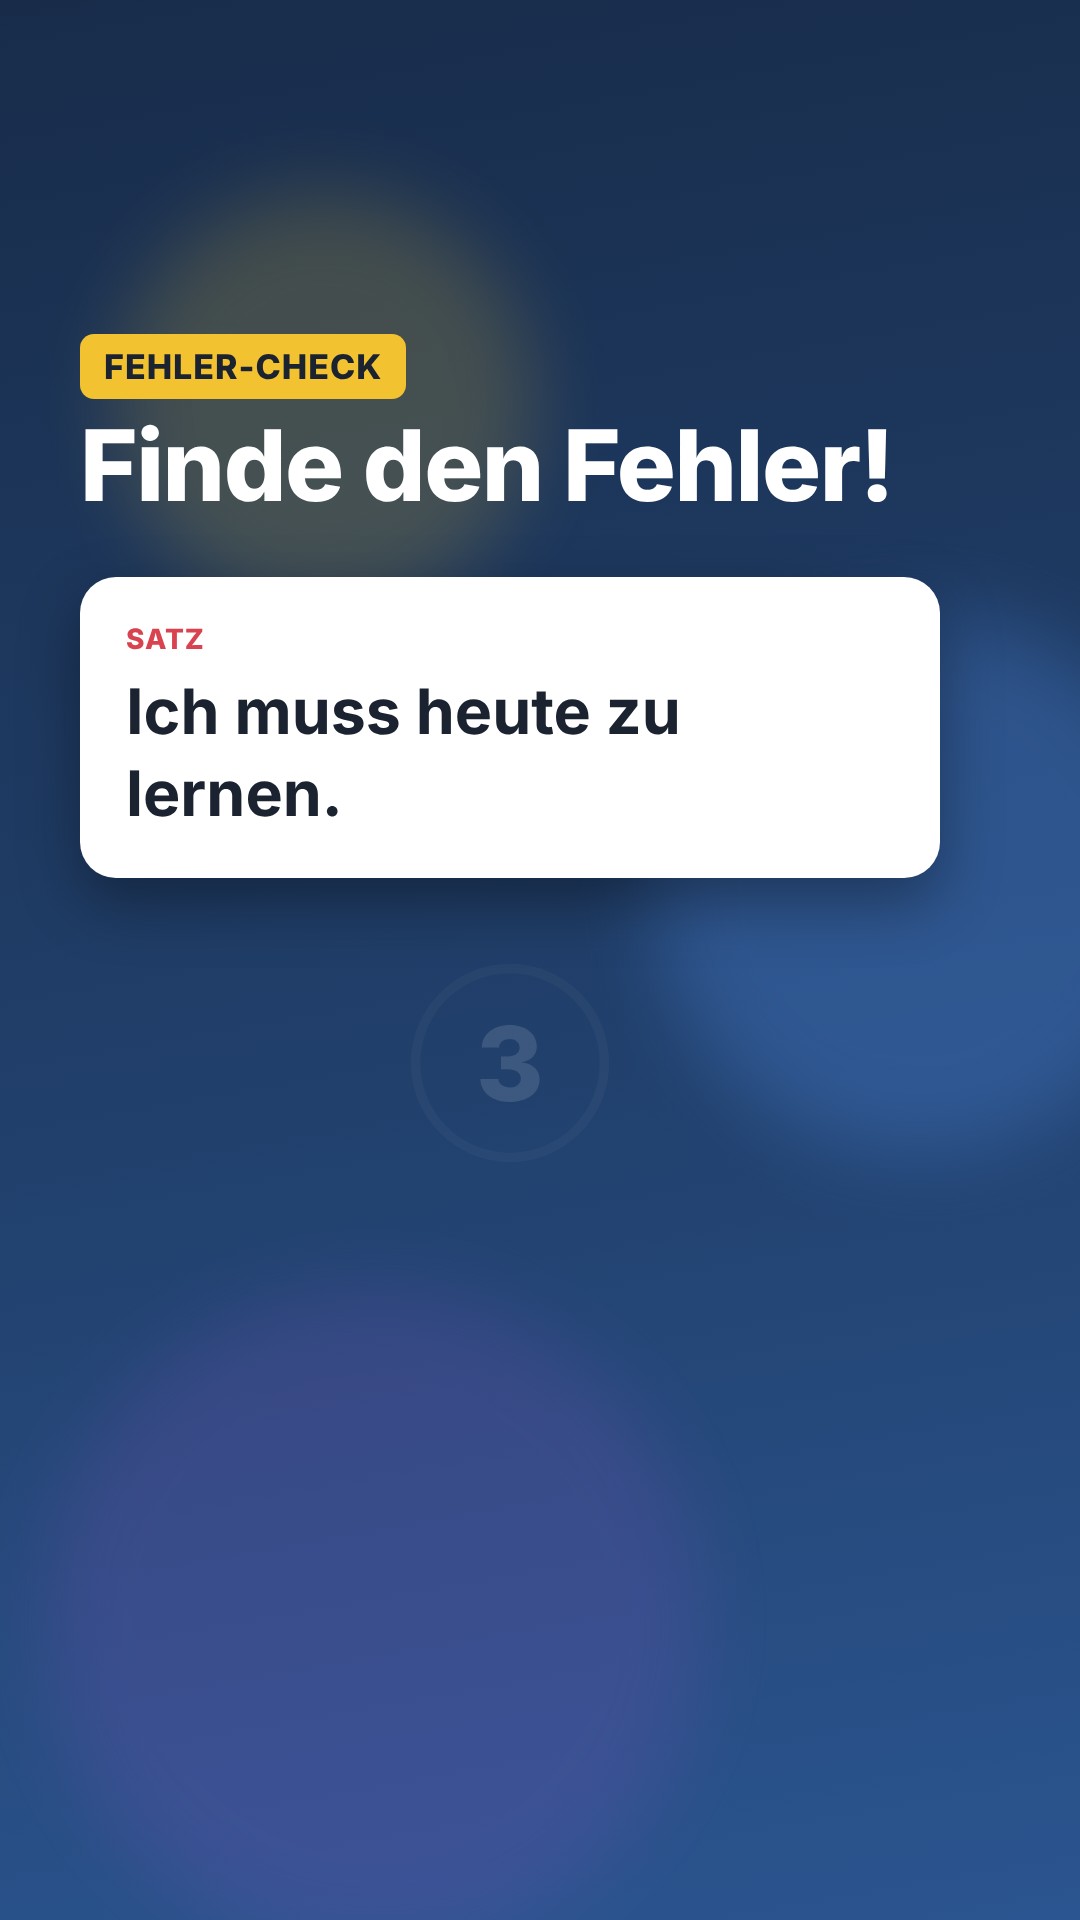 FEHLER-CHECK
Finde den Fehler!
SATZ
Ich muss heute zu
lernen.
3